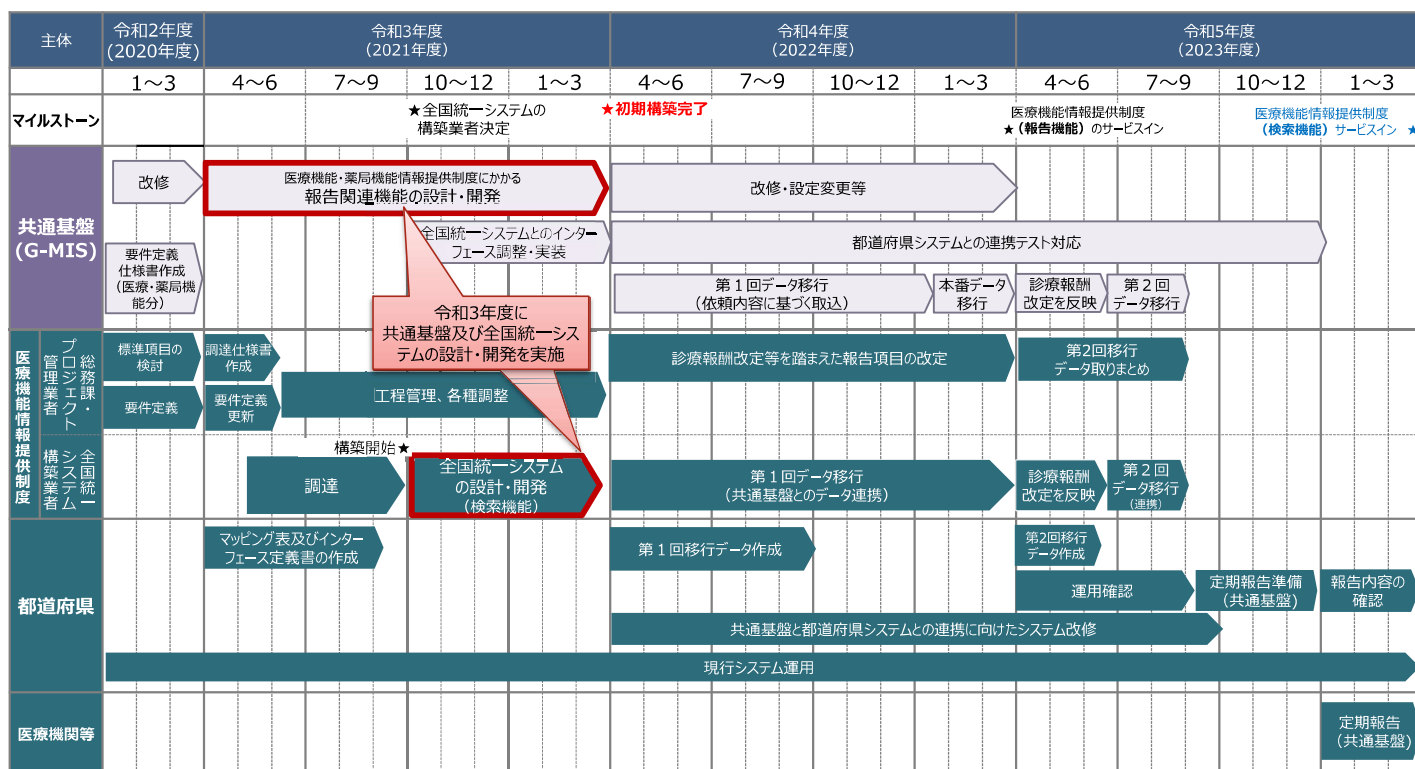 主体
令和2年度
(2020年度)
令和3年度
(2021年度)
令和4年度
(2022年度)
令和5年度
(2023年度)
1～3
4～6
7～9
10～12
1～3
4～6
7～9
10～12
1～3
4～6
7～9
10～12
1～3
マイルストーン
★全国統一システムの
構築業者決定
★初期構築完了
医療機能情報提供制度
★(報告機能)のサービスイン
医療機能情報提供制度
(検索機能)サービスイン ★
共通基盤
(G-MIS)
改修
医療機能・薬局機能情報提供制度にかかる
報告関連機能の設計・開発
改修・設定変更等
全国統一システムとのインター
フェース調整・実装
都道府県システムとの連携テスト対応
要件定義
仕様書作成
(医療・薬局機
能分)
第1回データ移行
(依頼内容に基づく取込)
本番データ
移行
診療報酬
改定を反映
第2回
データ移行
令和3年度に
共通基盤及び全国統一シス
テムの設計・開発を実施
医療機能情報提供制度
総務課・
プロジェクト
管理業者
標準項目の
検討
調達仕様書
作成
診療報酬改定等を踏まえた報告項目の改定
第2回移行
データ取りまとめ
要件定義
要件定義
更新
工程管理、各種調整
全国統一
システム
構築業者
構築開始★
調達
全国統一システム
の設計・開発
(検索機能)
第1回データ移行
(共通基盤とのデータ連携)
診療報酬
改定を反映
第2回
データ移行
(連携)
都道府県
マッピング表及びインター
フェース定義書の作成
第1回移行データ作成
第2回移行
データ作成
運用確認
定期報告準備
(共通基盤)
報告内容の
確認
共通基盤と都道府県システムとの連携に向けたシステム改修
現行システム運用
医療機関等
定期報告
(共通基盤)